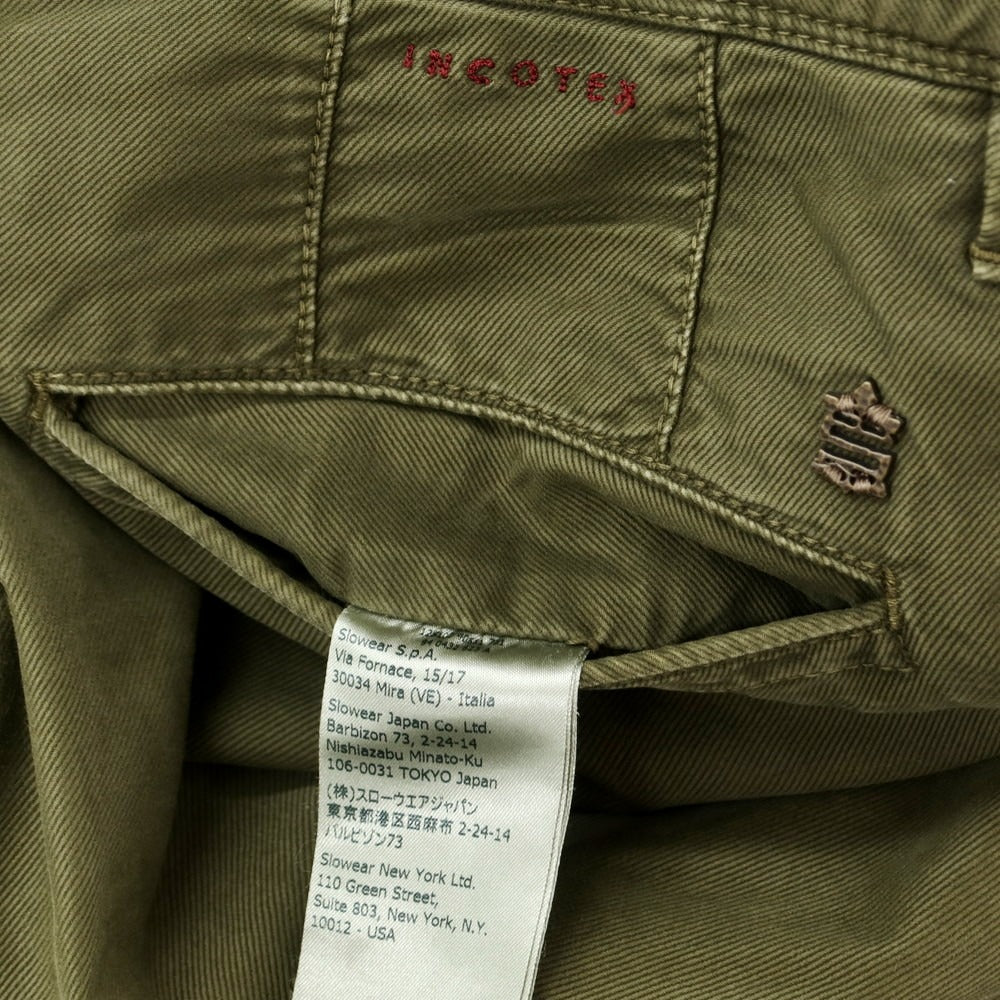 INCOTEX
Slowear S.p.A.
Via Fornace, 15/17
30034 Mira (VE) - Italia
Slowear Japan Co. Ltd.
Barbizon 73, 2-24-14
Nishiazabu Minato-Ku
106-0031 TOKYO Japan
(株)スローウエアジャパン
東京都港区西麻布 2-24-14
バルビゾン73
Slowear New York Ltd.
110 Green Street,
Suite 803, New York, N.Y.
10012 - USA